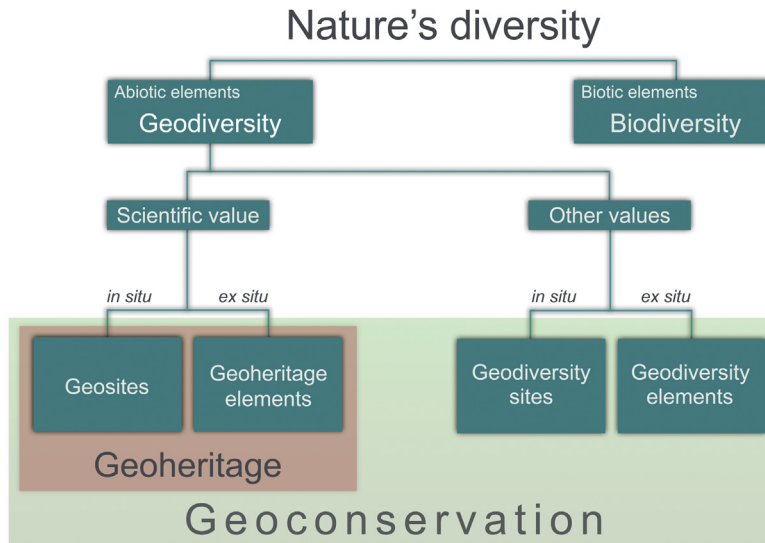 Nature's diversity
Abiotic elements
Geodiversity
Biotic elements
Biodiversity
Scientific value
Other values
in situ
ex situ
in situ
ex situ
Geosites
Geoheritage
elements
Geodiversity
sites
Geodiversity
elements
Geoheritage
Geoconservation